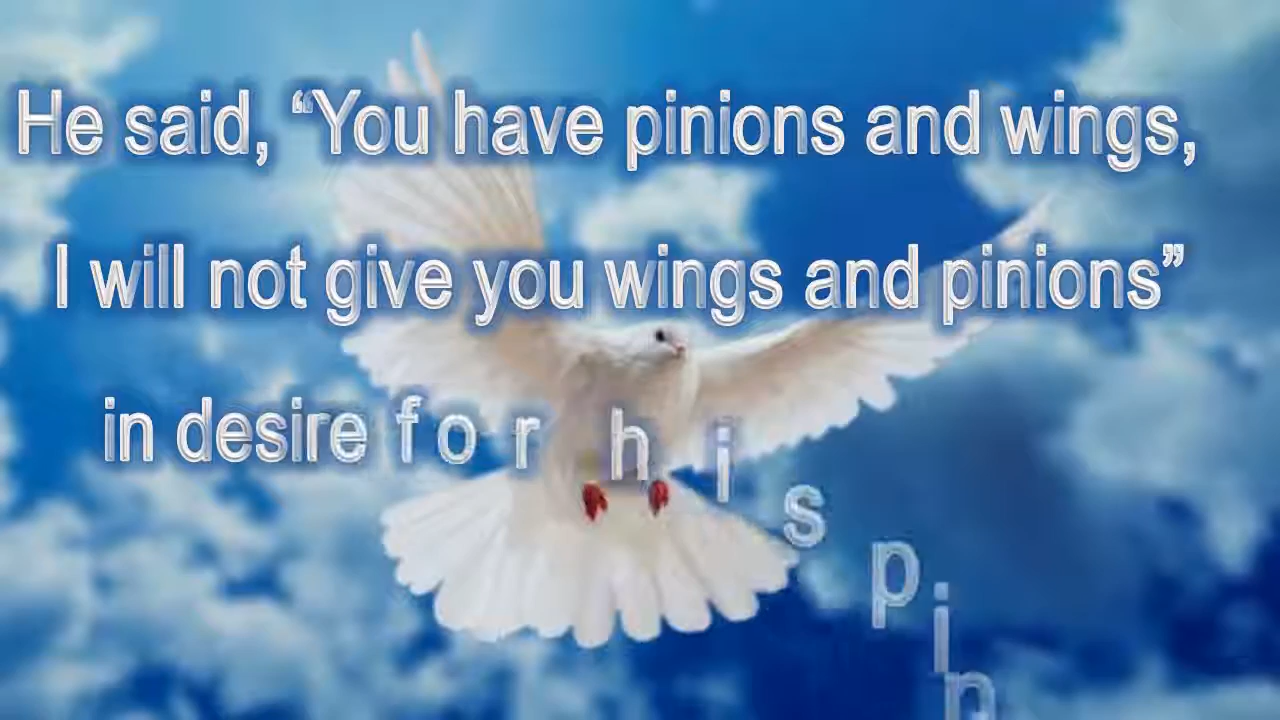 He said, “You have pinions and wings,
I will not give you wings and pinions”
in desire for his pin